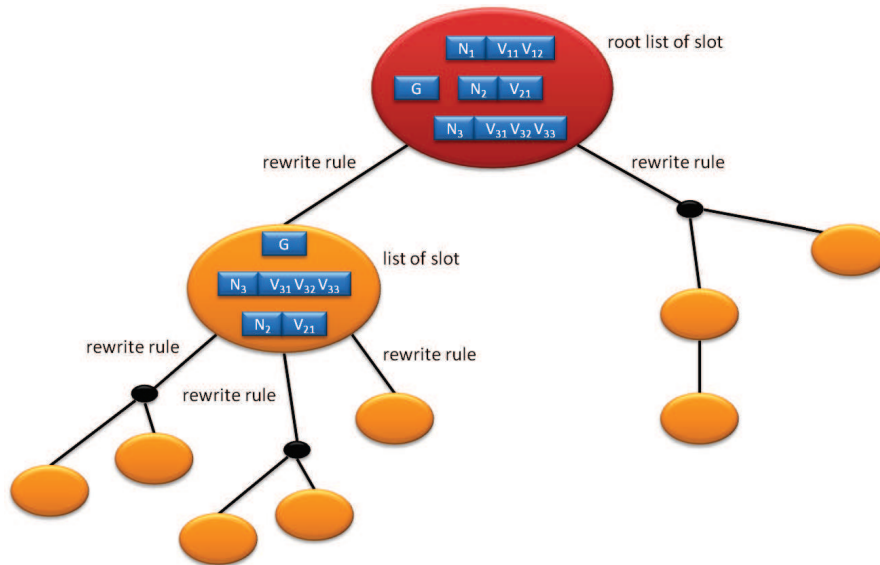 root list of slot
N₁ V₁₁ V₁₂
G N₂ V₂₁
N₃ V₃₁ V₃₂ V₃₃
rewrite rule rewrite rule
G
list of slot
N₃ V₃₁ V₃₂ V₃₃
N₂ V₂₁
rewrite rule
rewrite rule
rewrite rule